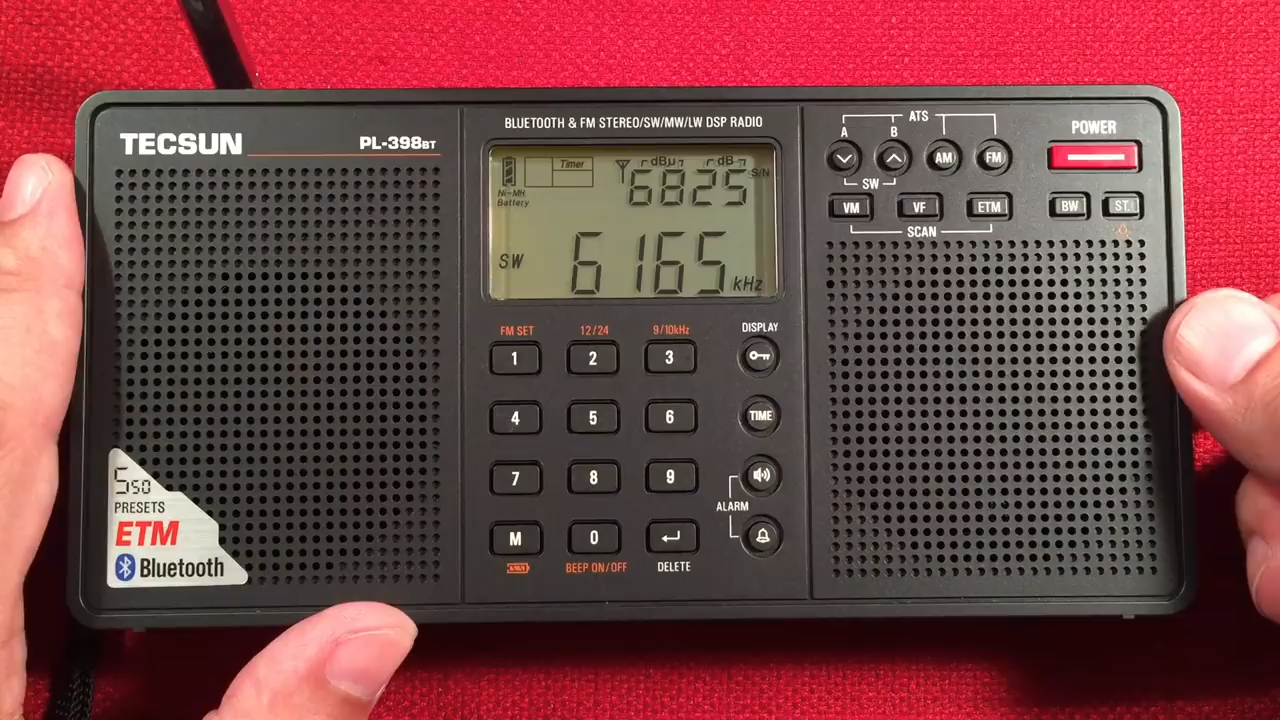 TECSUN
PL-398BT
550
PRESETS
ETM
Bluetooth
BLUETOOTH & FM STEREO/SW/MW/LW DSP RADIO
Ni-MH
Battery
Timer
dBµ
dB
S/N
6825
SW
6165
kHz
FM SET
12/24
9/10kHz
DISPLAY
1
2
3
4
5
6
TIME
7
8
9
ALARM
M
0
BEEP ON/OFF
DELETE
ATS
A
B
AM
FM
SW
POWER
VM
VF
ETM
BW
ST.
SCAN